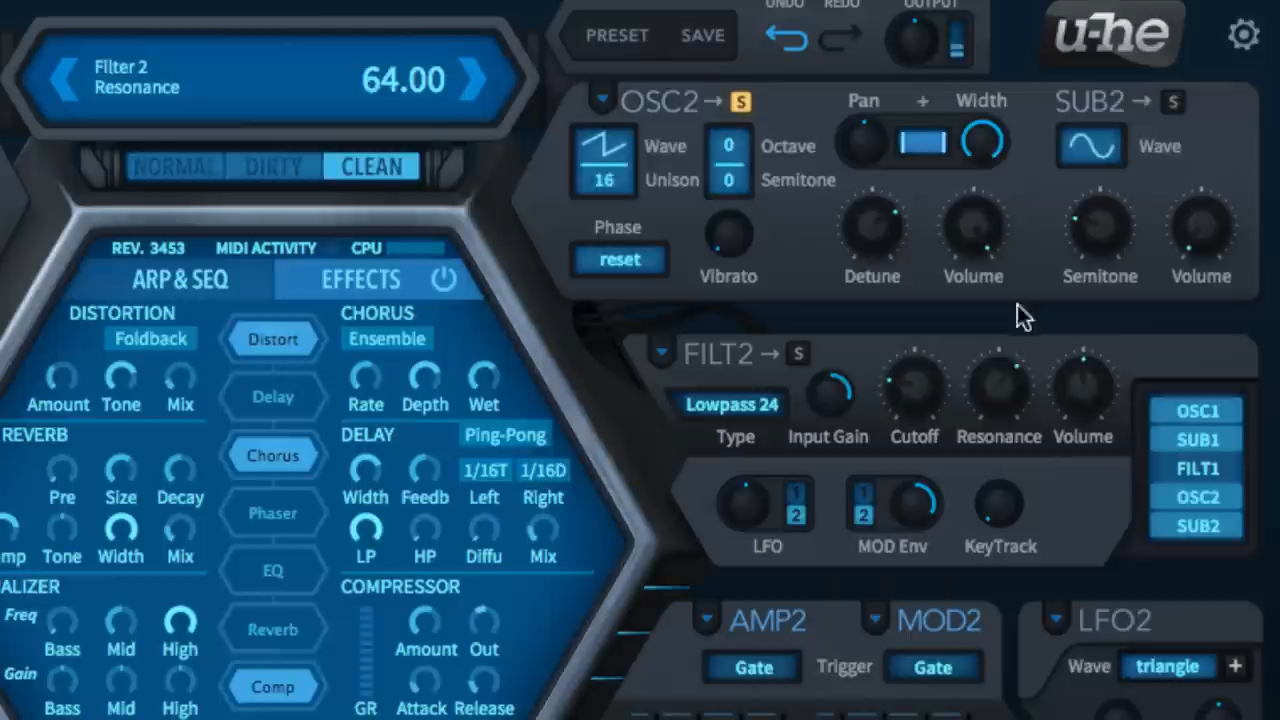 UNDO REDO OUTPUT
PRESET SAVE
u-he
Filter 2
Resonance
64.00
NORMAL DIRTY CLEAN
REV. 3453 MIDI ACTIVITY CPU
ARP & SEQ EFFECTS
DISTORTION
Foldback
Amount Tone Mix
REVERB
Pre Size Decay
mp Tone Width Mix
ALIZER
Freq
Bass Mid High
Gain
Bass Mid High
Distort
Delay
Chorus
Phaser
EQ
Reverb
Comp
CHORUS
Ensemble
Rate Depth Wet
DELAY Ping-Pong
1/16T 1/16D
Width Feedb Left Right
LP HP Diffu Mix
COMPRESSOR
Amount Out
GR Attack Release
OSC2 → S
Wave
16 Unison
0 Octave
0 Semitone
Pan + Width
Phase
reset
Vibrato
Detune Volume
SUB2 → S
Wave
Semitone Volume
FILT2 → S
Lowpass 24
Type Input Gain Cutoff Resonance Volume
OSC1
SUB1
FILT1
OSC2
SUB2
1
2
1
2
LFO MOD Env KeyTrack
AMP2 MOD2
Gate Trigger Gate
LFO2
Wave triangle +